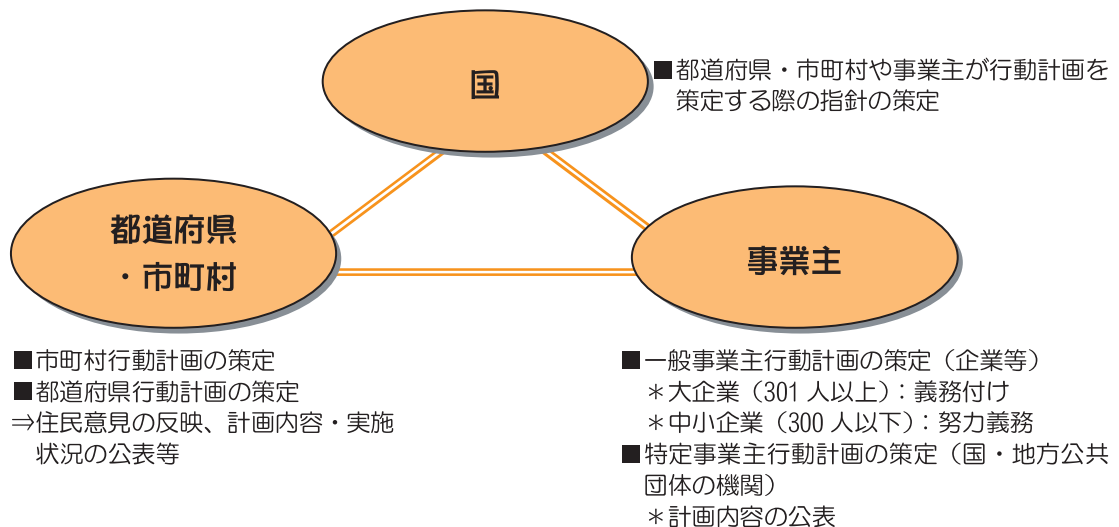 国
■都道府県・市町村や事業主が行動計画を
策定する際の指針の策定
都道府県
・市町村
事業主
■市町村行動計画の策定
■都道府県行動計画の策定
⇒住民意見の反映、計画内容・実施
状況の公表等
■一般事業主行動計画の策定（企業等）
＊大企業（301 人以上）：義務付け
＊中小企業（300 人以下）：努力義務
■特定事業主行動計画の策定（国・地方公共
団体の機関）
＊計画内容の公表